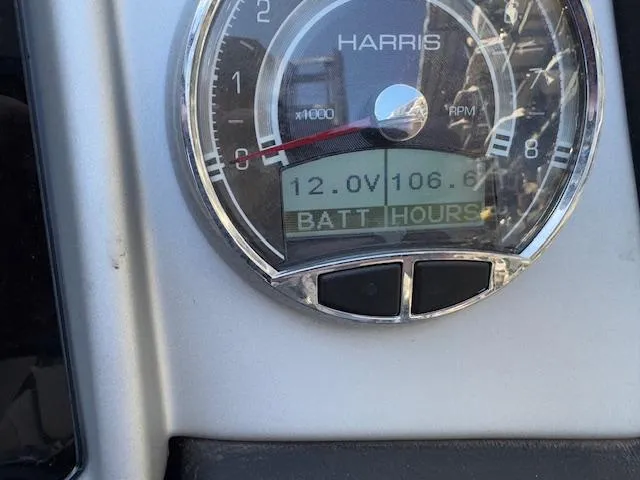 2
HARRIS
1
x1000 RPM
0 8
12.0V 106.6
BATT HOURS